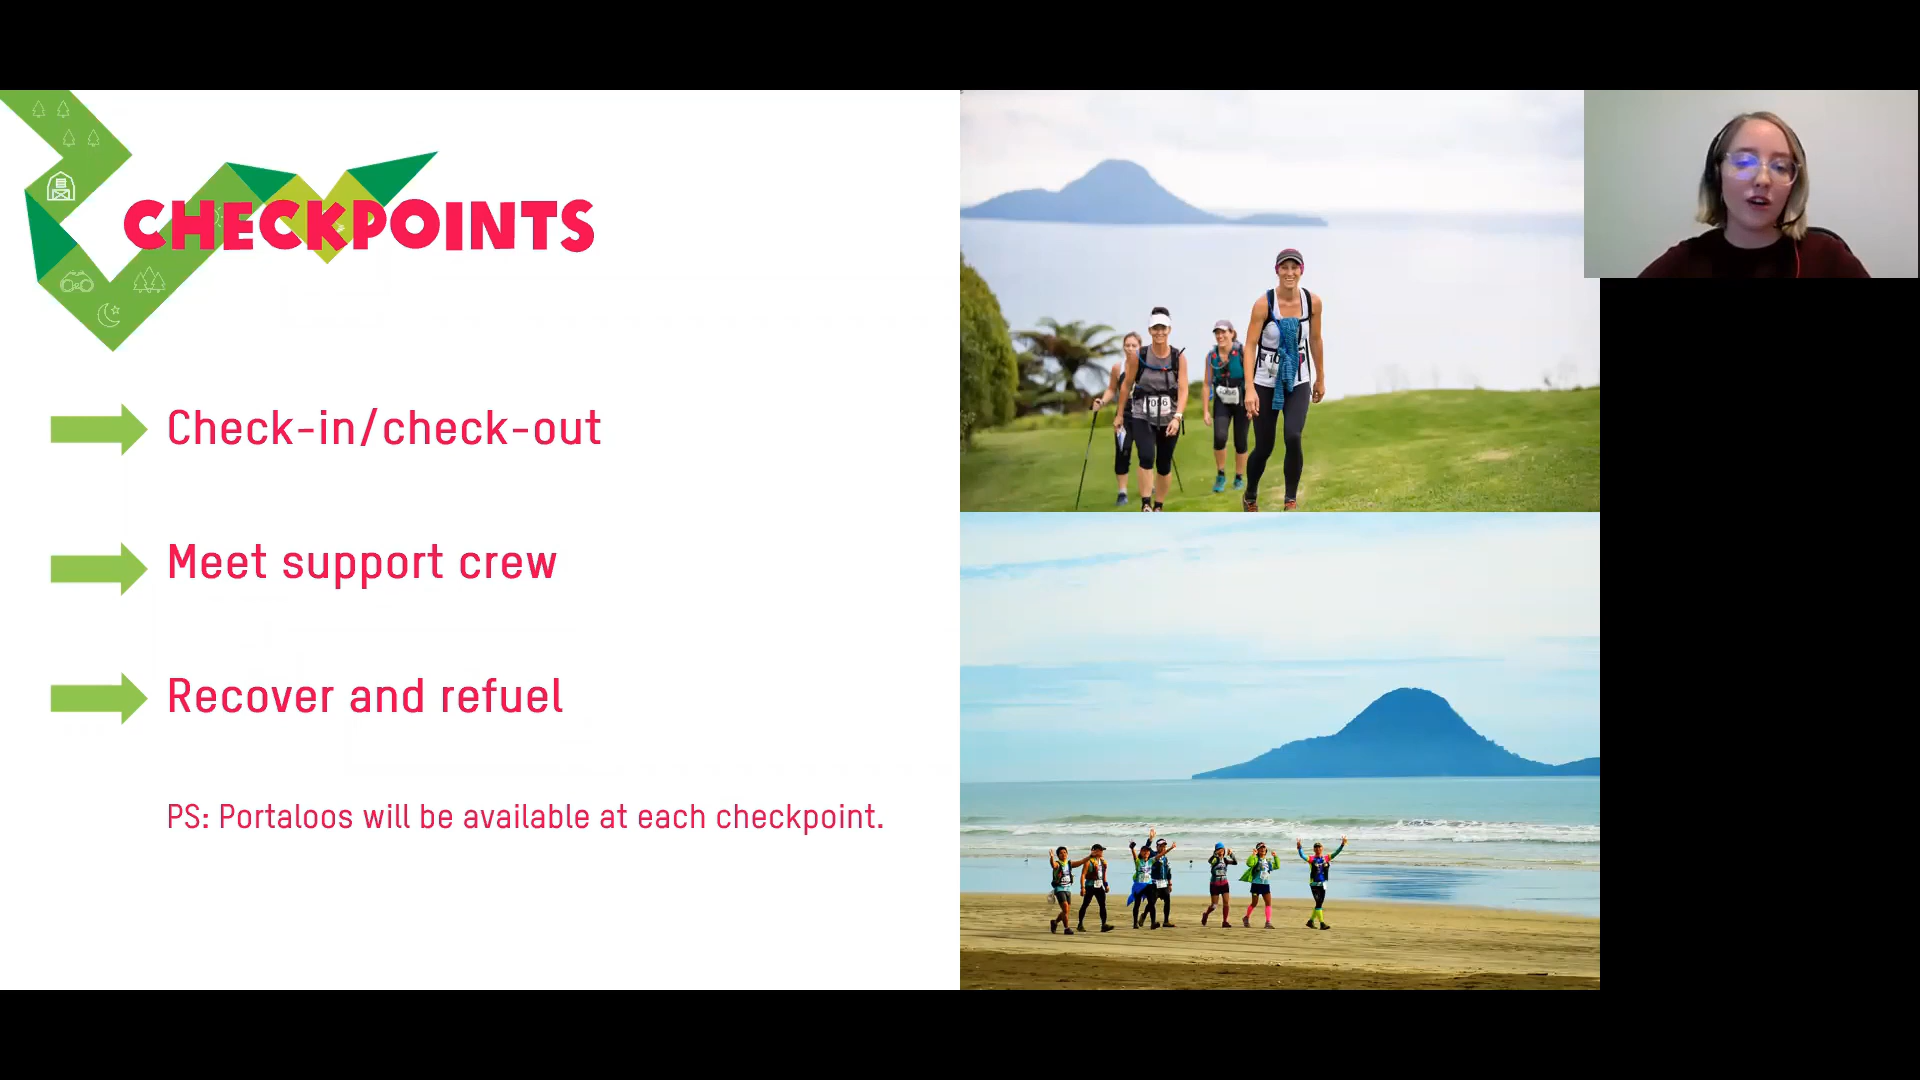 CHECKPOINTS
Check-in/check-out
Meet support crew
Recover and refuel
PS: Portaloos will be available at each checkpoint.